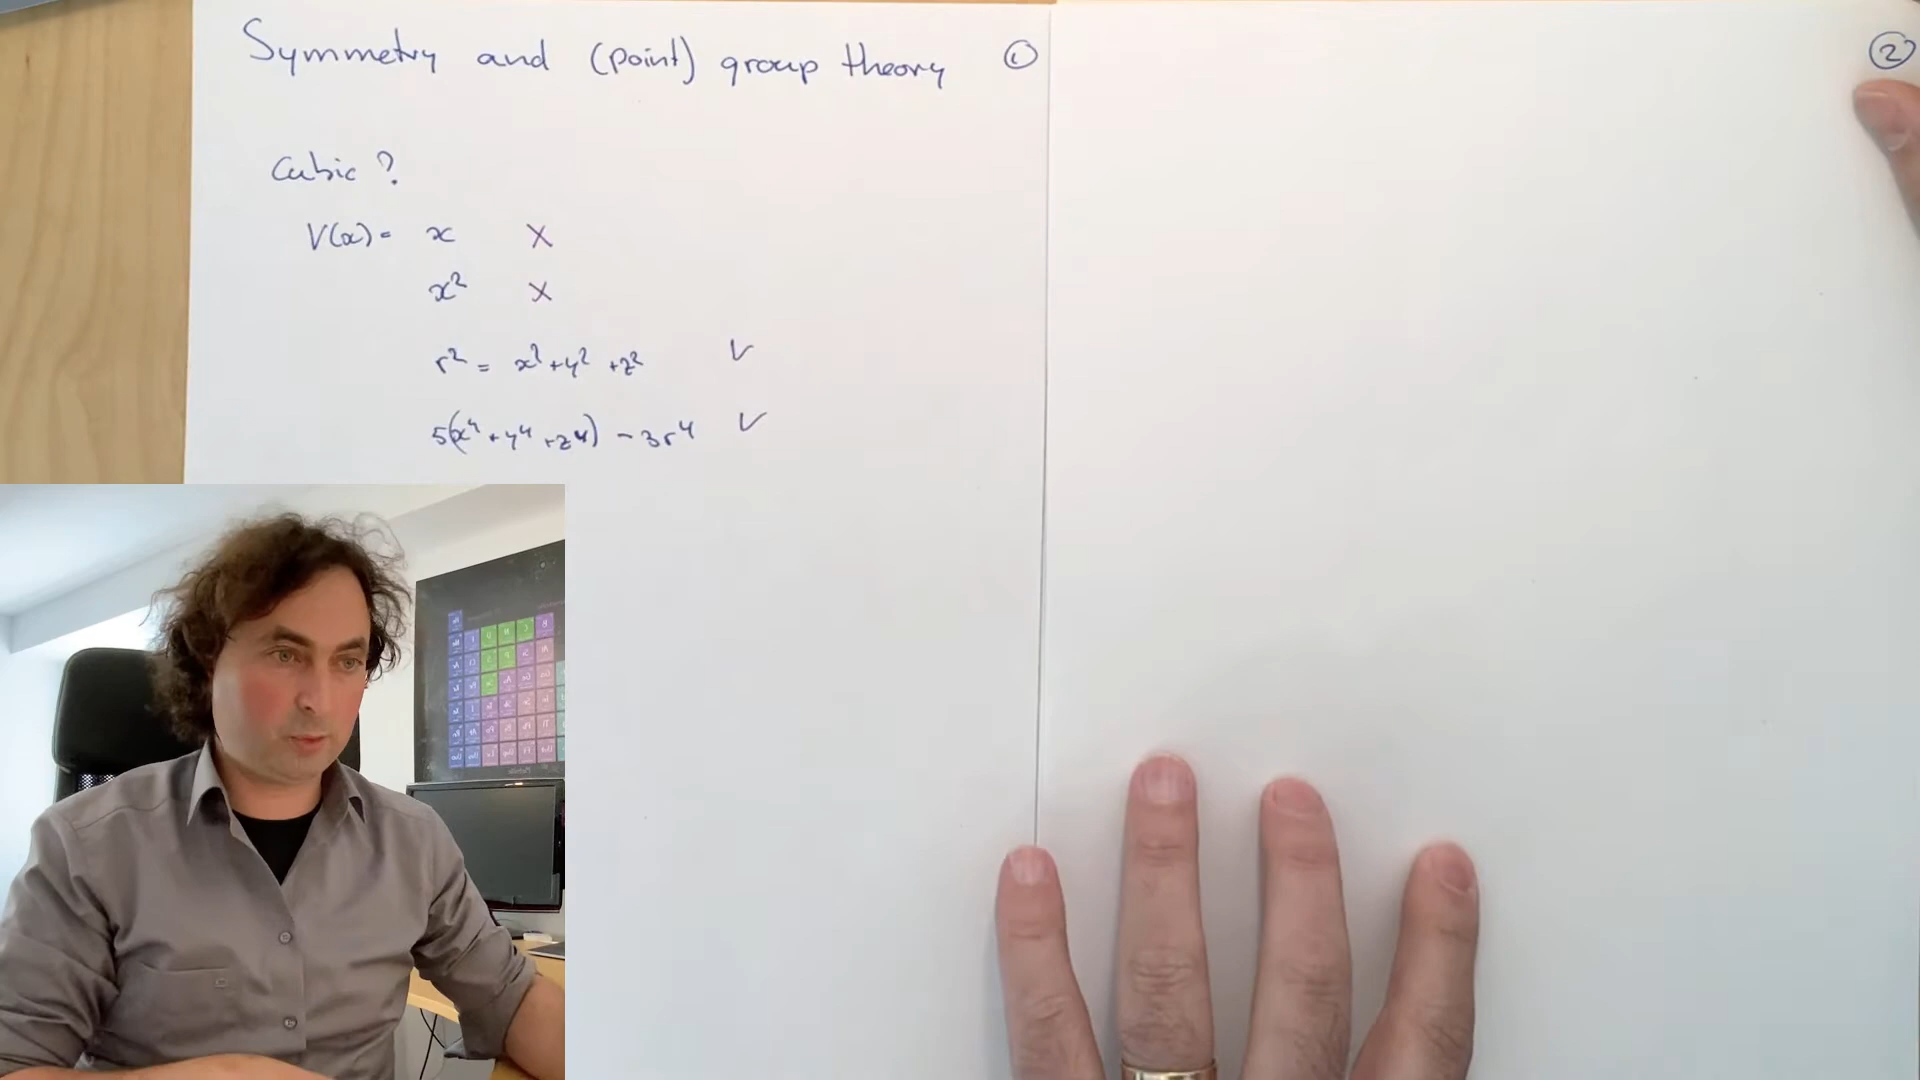 Symmetry and (point) group theory ①
②
Cubic ?
V(x) = x X
x² X
r² = x² + y² + z² ✓
5(x⁴ + y⁴ + z⁴) - 3r⁴ ✓